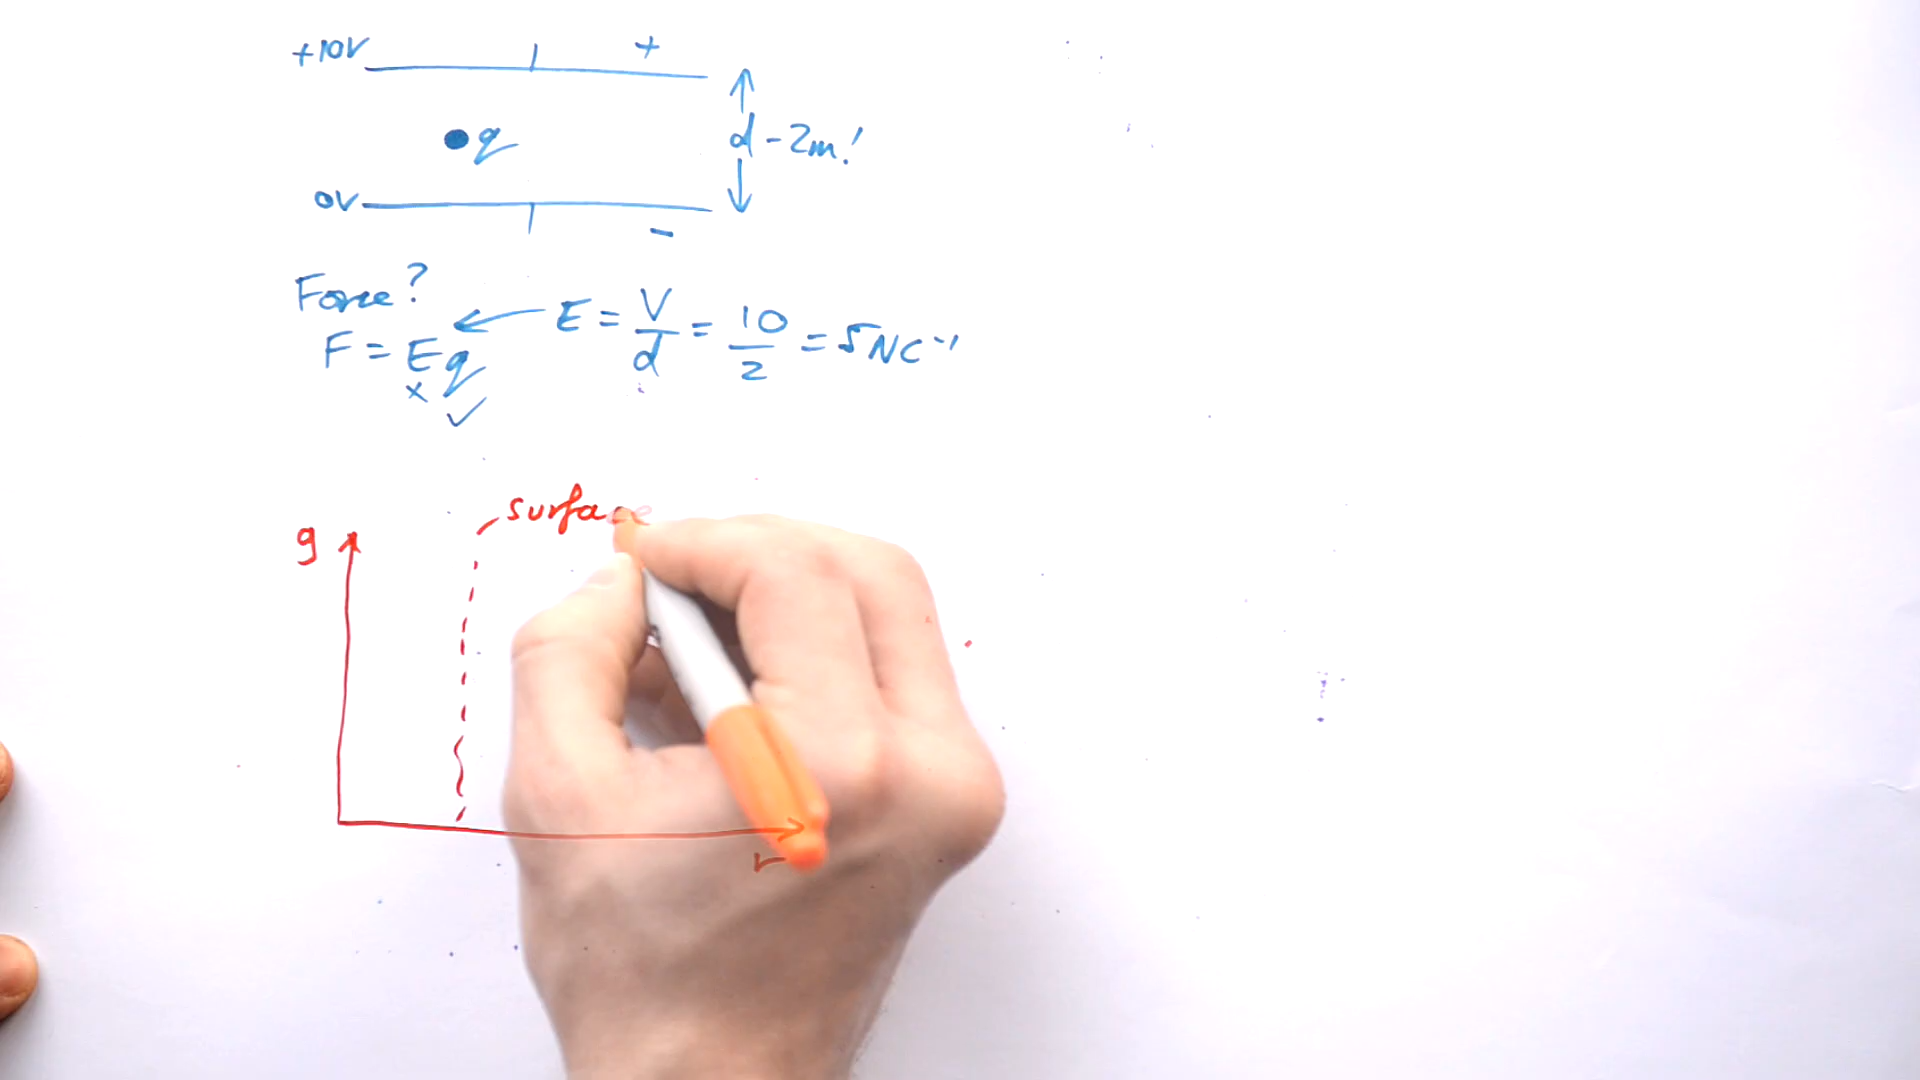 +10V +
q d - 2m!
0V -
Force?
F = Eq E = V/d = 10/2 = 5NC⁻¹
x ✓
surface
g
r